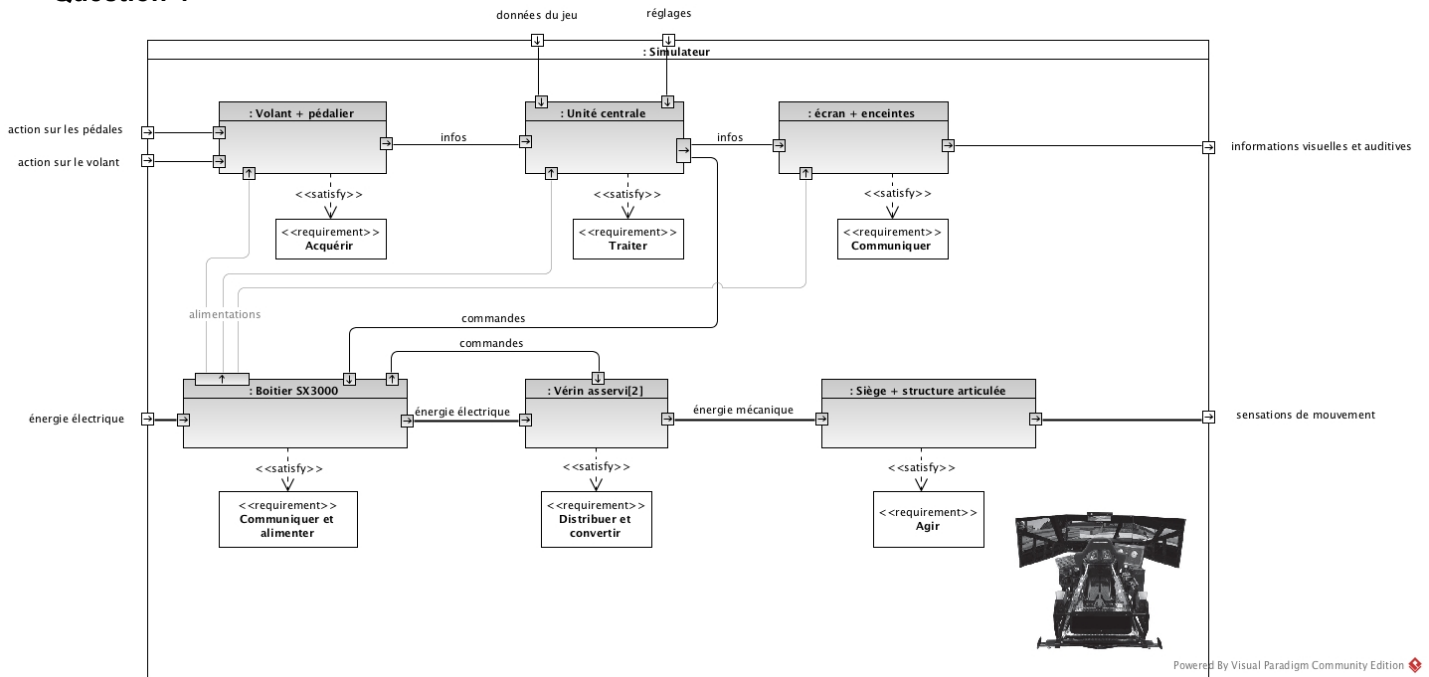 données du jeu
réglages
: Simulateur
: Volant + pédalier
: Unité centrale
: écran + enceintes
action sur les pédales
action sur le volant
infos
infos
informations visuelles et auditives
<<satisfy>>
<<satisfy>>
<<satisfy>>
<<requirement>>
Acquérir
<<requirement>>
Traiter
<<requirement>>
Communiquer
alimentations
commandes
commandes
: Boitier SX3000
: Vérin asservi[2]
: Siège + structure articulée
énergie électrique
énergie électrique
énergie mécanique
sensations de mouvement
<<satisfy>>
<<satisfy>>
<<satisfy>>
<<requirement>>
Communiquer et
alimenter
<<requirement>>
Distribuer et
convertir
<<requirement>>
Agir
Powered By Visual Paradigm Community Edition